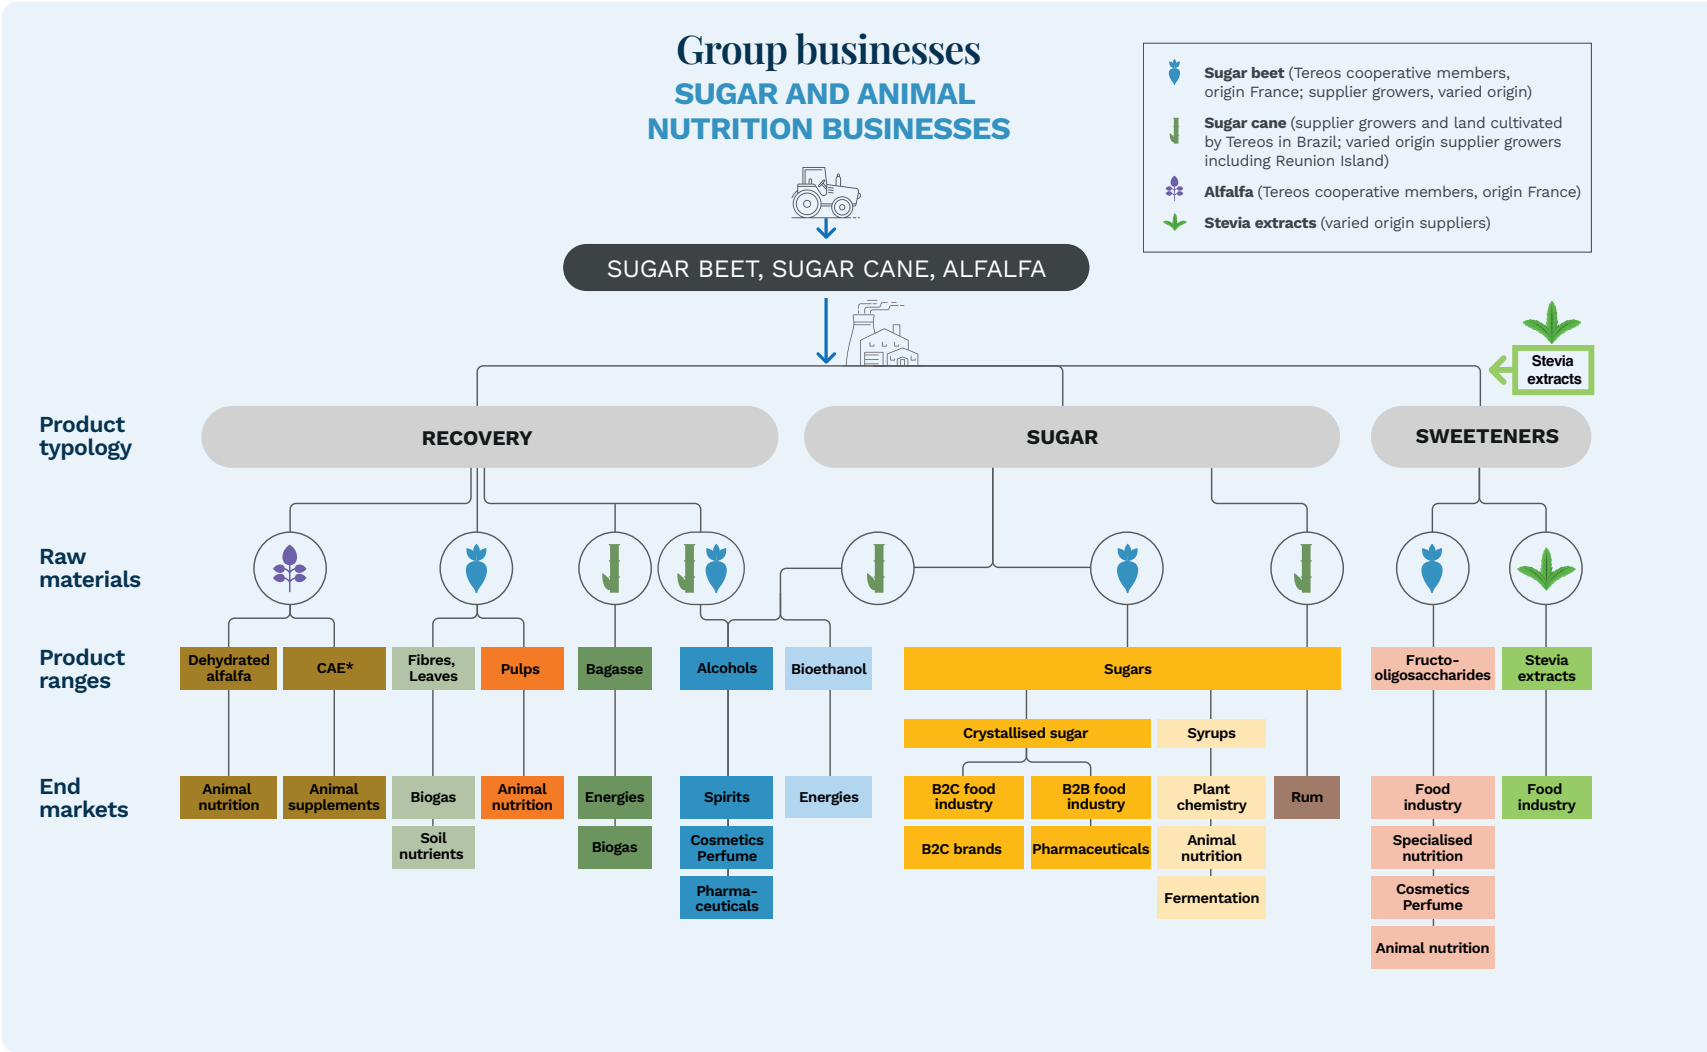 Group businesses
SUGAR AND ANIMAL
NUTRITION BUSINESSES
Sugar beet (Tereos cooperative members,
origin France; supplier growers, varied origin)
Sugar cane (supplier growers and land cultivated
by Tereos in Brazil; varied origin supplier growers
including Reunion Island)
Alfalfa (Tereos cooperative members, origin France)
Stevia extracts (varied origin suppliers)
SUGAR BEET, SUGAR CANE, ALFALFA
Stevia
extracts
Product
typology
RECOVERY
SUGAR
SWEETENERS
Raw
materials
Product
ranges
Dehydrated
alfalfa
CAE*
Fibres,
Leaves
Pulps
Bagasse
Alcohols
Bioethanol
Sugars
Fructo-
oligosaccharides
Stevia
extracts
Crystallised sugar
Syrups
End
markets
Animal
nutrition
Animal
supplements
Biogas
Animal
nutrition
Energies
Spirits
Energies
B2C food
industry
B2B food
industry
Plant
chemistry
Rum
Food
industry
Food
industry
Soil
nutrients
Biogas
Cosmetics
Perfume
B2C brands
Pharmaceuticals
Animal
nutrition
Specialised
nutrition
Pharma-
ceuticals
Fermentation
Cosmetics
Perfume
Animal nutrition